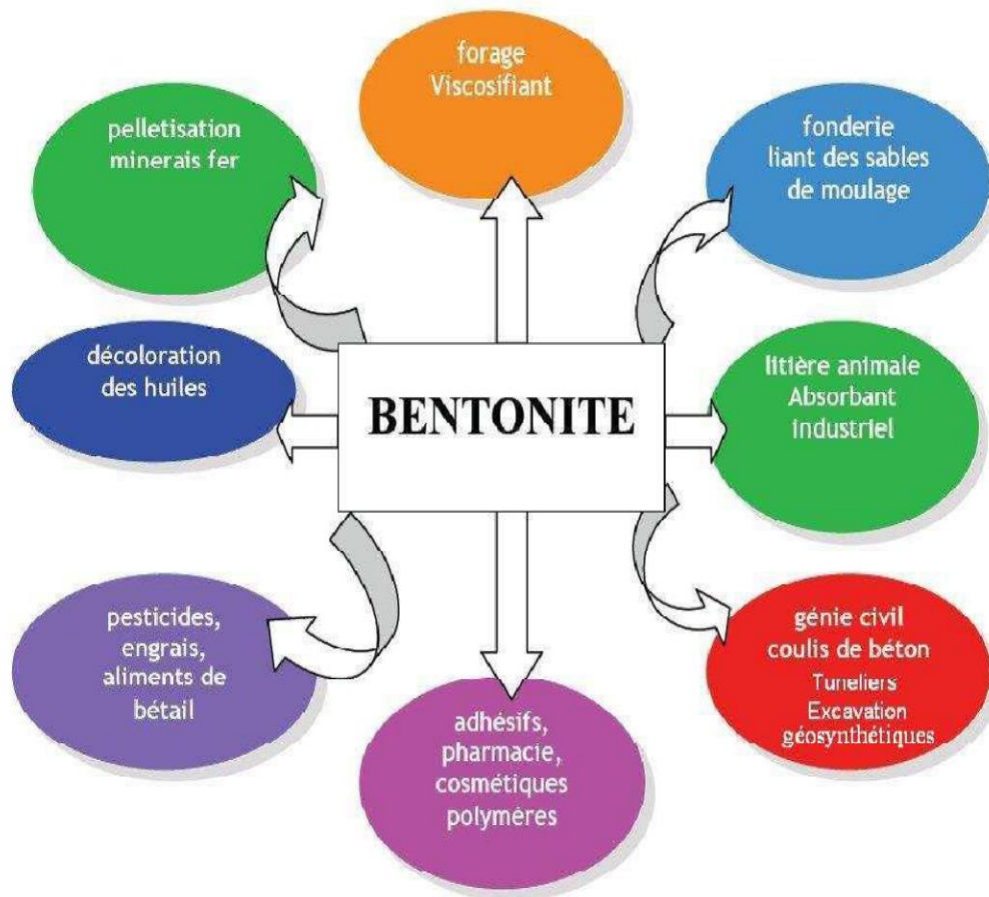 forage
Viscosifiant
pelletisation
minerais fer
fonderie
liant des sables
de moulage
décoloration
des huiles
BENTONITE
litière animale
Absorbant
industriel
pesticides,
engrais,
aliments de
bétail
adhésifs,
pharmacie,
cosmétiques
polymères
génie civil
coulis de béton
Tuneliers
Excavation
géosynthétiques